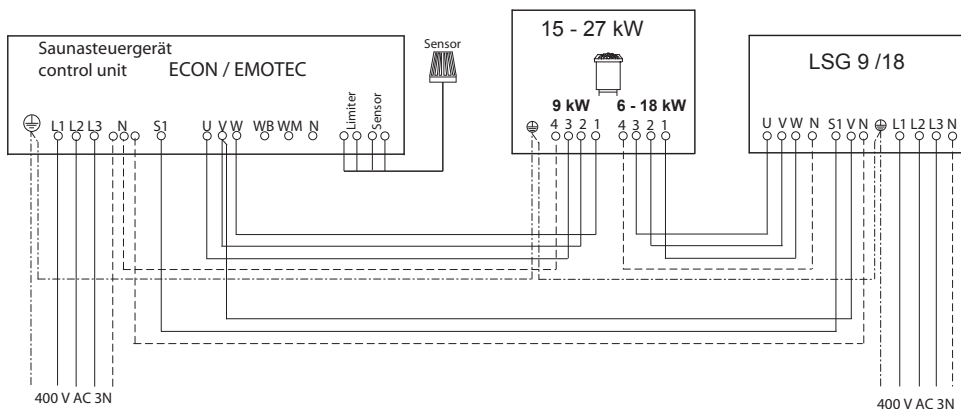 Saunasteuergerät
control unit ECON / EMOTEC
L1 L2 L3 N S1 U V W WB WM N Limiter Sensor
Sensor
15 - 27 kW
9 kW 6 - 18 kW
4 3 2 1 4 3 2 1
LSG 9 /18
U V W N S1 V N L1 L2 L3 N
400 V AC 3N
400 V AC 3N